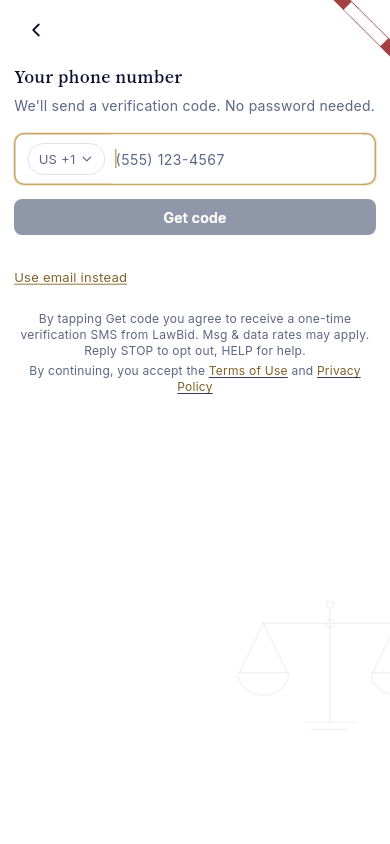 Your phone number
We'll send a verification code. No password needed.
US +1 (555) 123-4567
Get code
Use email instead
By tapping Get code you agree to receive a one-time
verification SMS from LawBid. Msg & data rates may apply.
Reply STOP to opt out, HELP for help.
By continuing, you accept the Terms of Use and Privacy
Policy